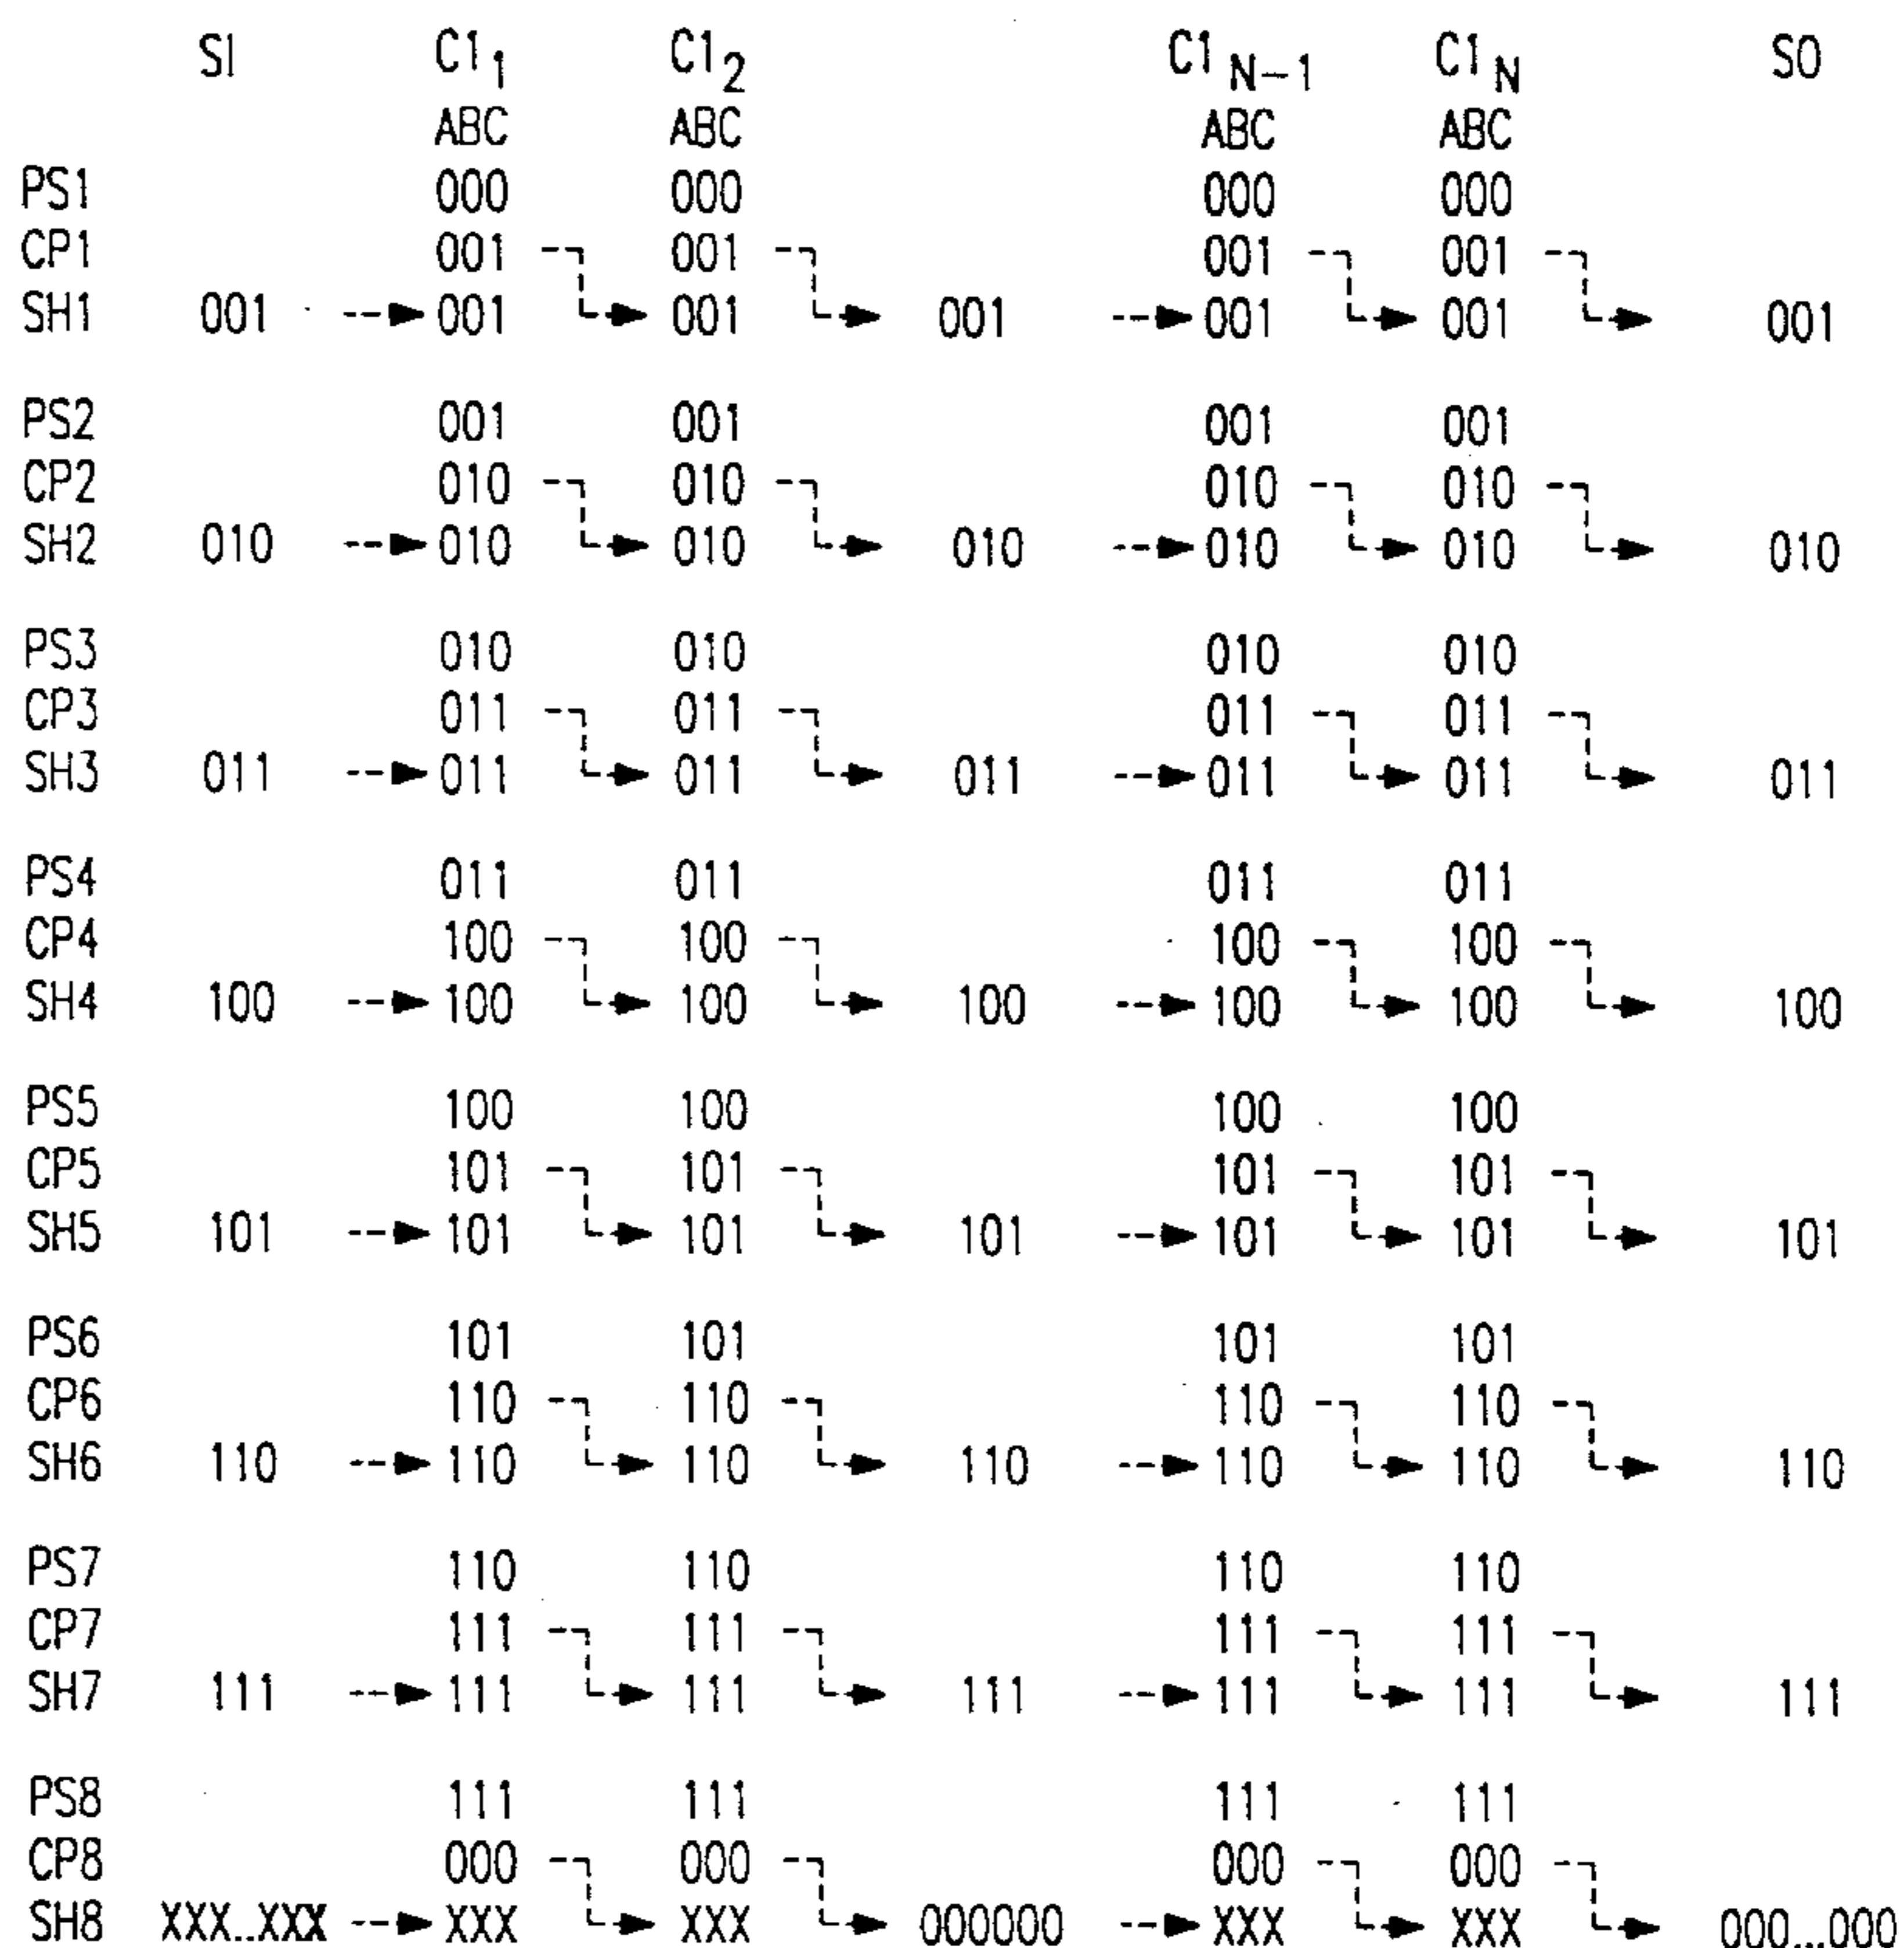 SI C1₁ C1₂ C1 N-1 C1 N SO
ABC ABC ABC ABC
PS1 000 000 000 000
CP1 001 001 001 001
SH1 001 001 001 001 001 001 001
PS2 001 001 001 001
CP2 010 010 010 010
SH2 010 010 010 010 010 010 010
PS3 010 010 010 010
CP3 011 011 011 011
SH3 011 011 011 011 011 011 011
PS4 011 011 011 011
CP4 100 100 100 100
SH4 100 100 100 100 100 100 100
PS5 100 100 100 100
CP5 101 101 101 101
SH5 101 101 101 101 101 101 101
PS6 101 101 101 101
CP6 110 110 110 110
SH6 110 110 110 110 110 110 110
PS7 110 110 110 110
CP7 111 111 111 111
SH7 111 111 111 111 111 111 111
PS8 111 111 111 111
CP8 000 000 000 000
SH8 XXX..XXX XXX XXX 000000 XXX XXX 000...000